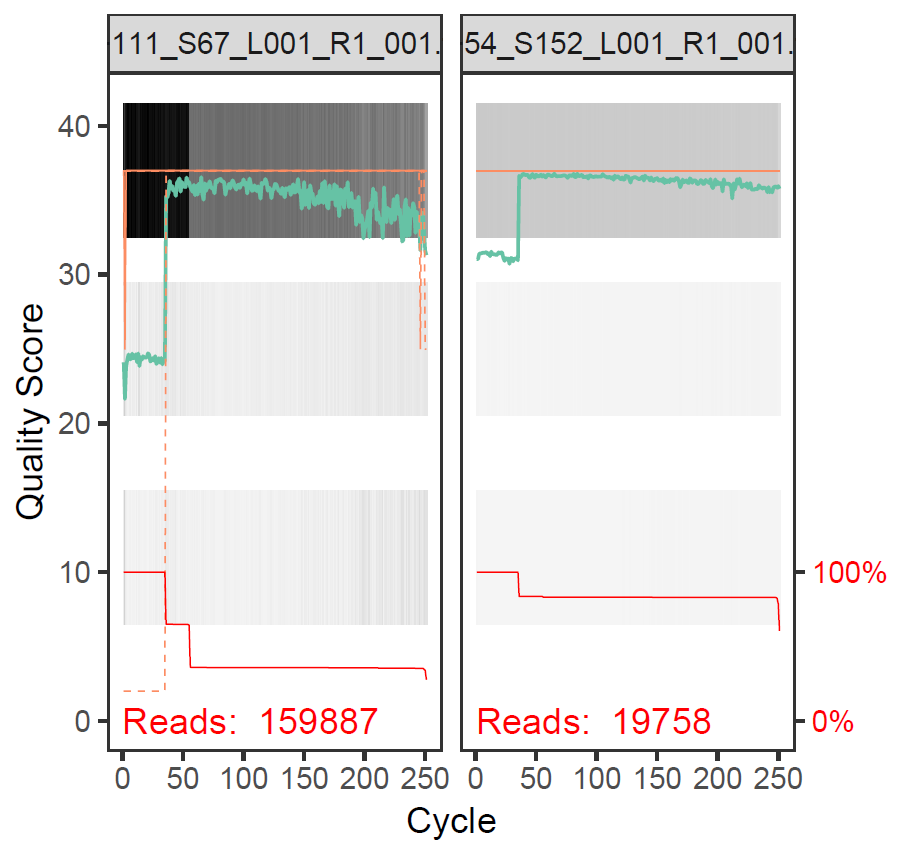 111_S67_L001_R1_001.
54_S152_L001_R1_001.
Quality Score
40
30
20
10
0
Reads: 159887
Reads: 19758
100%
0%
0 50 100 150 200 250
0 50 100 150 200 250
Cycle